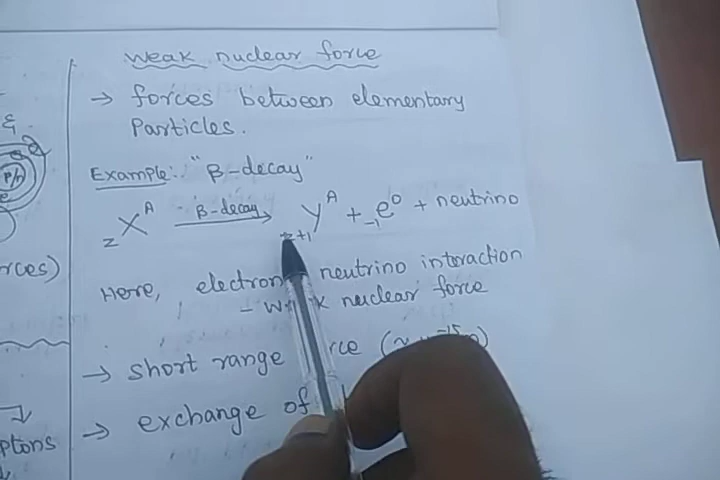 weak nuclear force
→ forces between elementary
Particles.
Example:- "β-decay"
zX^A β-decay→ z+1Y^A + -1e^0 + neutrino
Here, electron neutrino interaction
- nuclear force
→ short range
→ exchange of
&
P/n
rces)
ptons